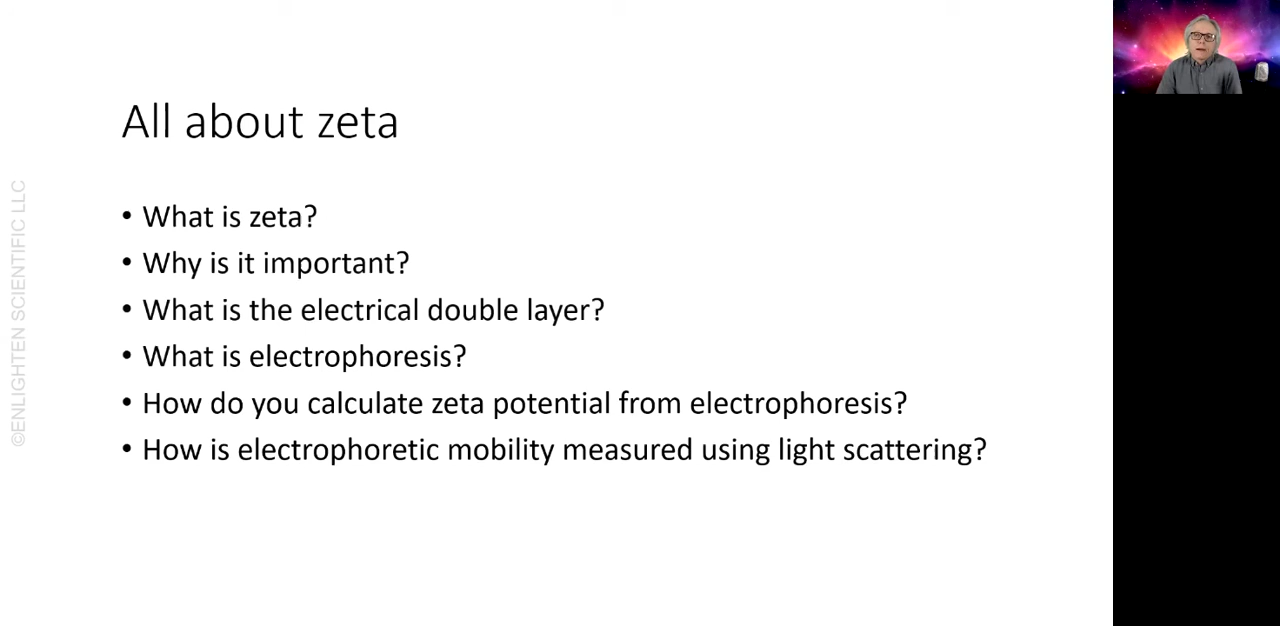 All about zeta
• What is zeta?
• Why is it important?
• What is the electrical double layer?
• What is electrophoresis?
• How do you calculate zeta potential from electrophoresis?
• How is electrophoretic mobility measured using light scattering?
©ENLIGHTEN SCIENTIFIC LLC